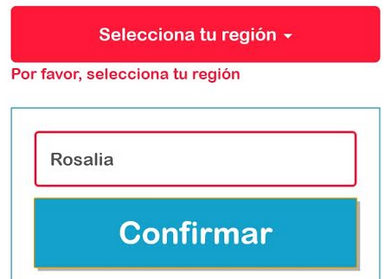 Selecciona tu región
Por favor, selecciona tu región
Rosalia
Confirmar